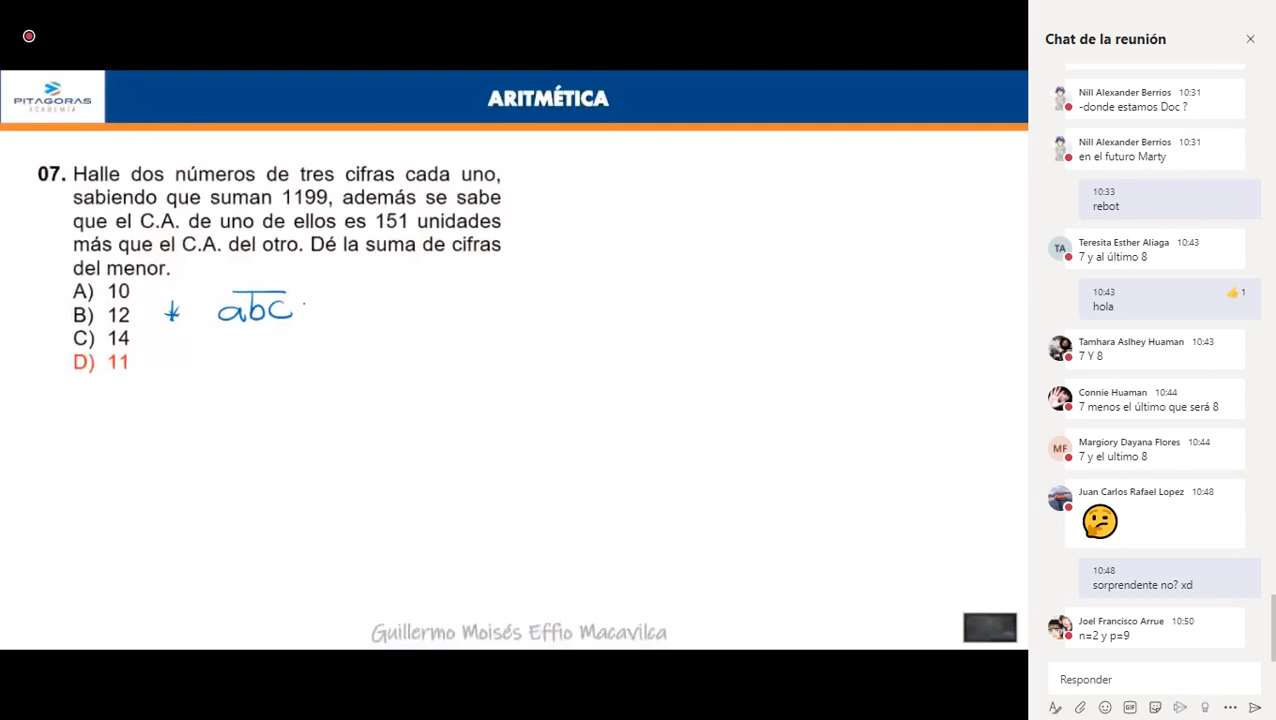 PITAGORAS
ACADEMIA
ARITMÉTICA
07. Halle dos números de tres cifras cada uno,
sabiendo que suman 1199, además se sabe
que el C.A. de uno de ellos es 151 unidades
más que el C.A. del otro. Dé la suma de cifras
del menor.
A) 10
B) 12
C) 14
D) 11
* abc
Guillermo Moisés Effio Macavilca
Chat de la reunión
Nill Alexander Berrios 10:31
-donde estamos Doc ?
Nill Alexander Berrios 10:31
en el futuro Marty
10:33
rebot
TA
Teresita Esther Aliaga 10:43
7 y al último 8
10:43
1
hola
Tamhara Aslhey Huaman 10:43
7 Y 8
Connie Huaman 10:44
7 menos el último que será 8
MF
Margiory Dayana Flores 10:44
7 y el ultimo 8
Juan Carlos Rafael Lopez 10:48
10:48
sorprendente no? xd
Joel Francisco Arrue 10:50
n=2 y p=9
Responder
GIF